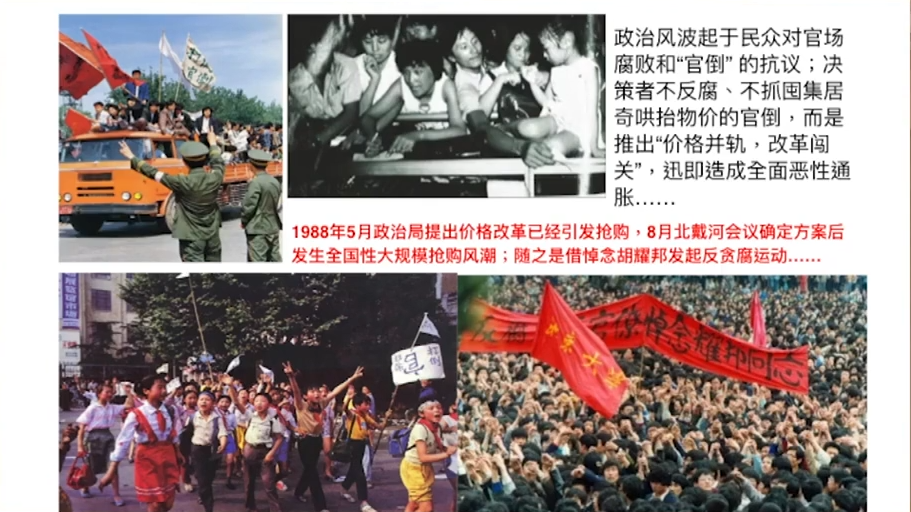 政治风波起于民众对官场
腐败和“官倒” 的抗议；决
策者不反腐、不抓囤集居
奇哄抬物价的官倒，而是
推出“价格并轨，改革闯
关”，迅即造成全面恶性通
胀……
1988年5月政治局提出价格改革已经引发抢购，8月北戴河会议确定方案后
发生全国性大规模抢购风潮；随之是借悼念胡耀邦发起反贪腐运动……
官倒
官僚悼念耀邦同志